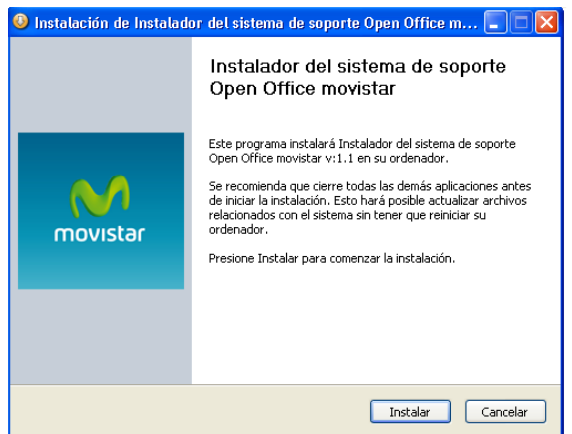 Instalación de Instalador del sistema de soporte Open Office m...
Instalador del sistema de soporte
Open Office movistar
Este programa instalará Instalador del sistema de soporte
Open Office movistar v:1.1 en su ordenador.
Se recomienda que cierre todas las demás aplicaciones antes
de iniciar la instalación. Esto hará posible actualizar archivos
relacionados con el sistema sin tener que reiniciar su
ordenador.
Presione Instalar para comenzar la instalación.
movistar
Instalar
Cancelar